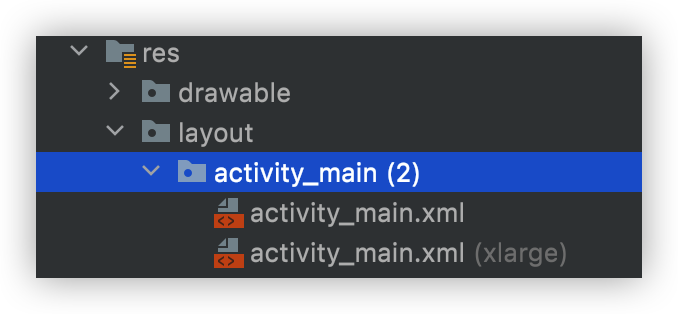 res
drawable
layout
activity_main (2)
activity_main.xml
activity_main.xml (xlarge)